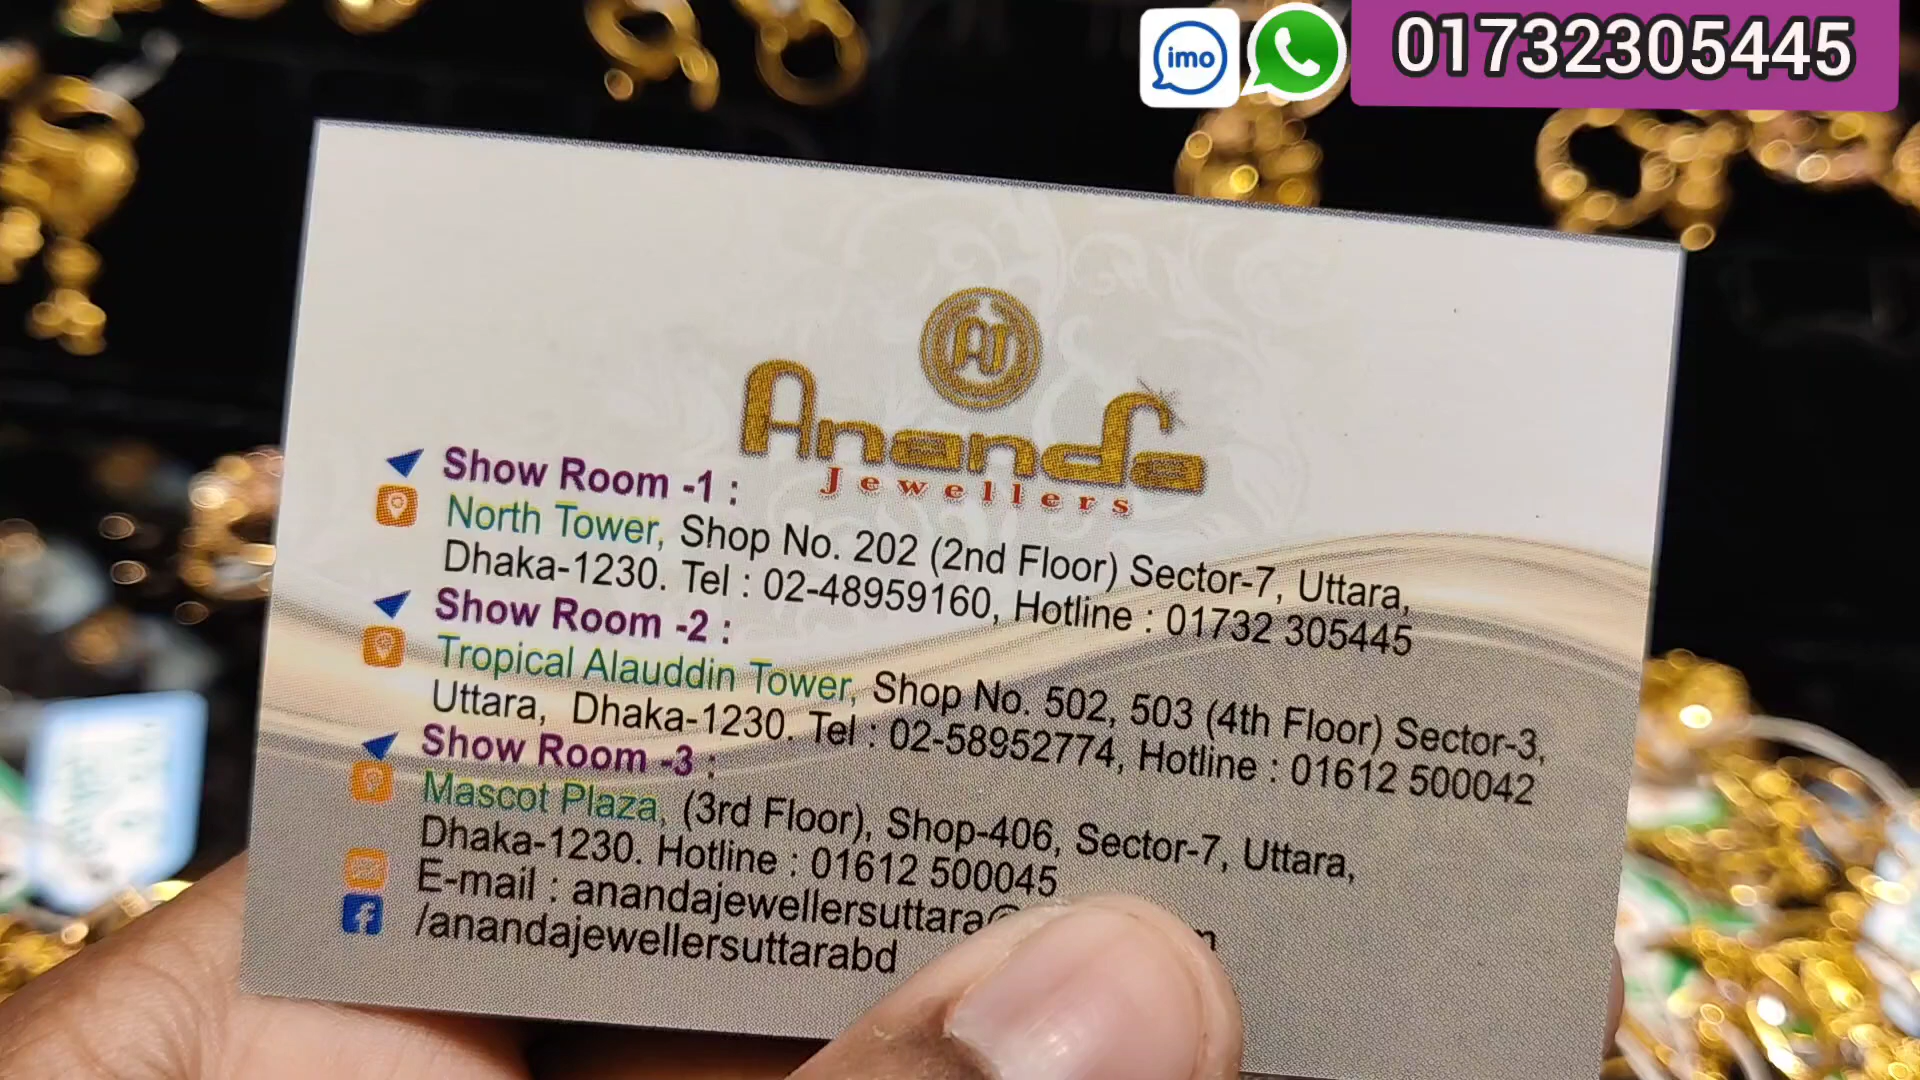 imo
01732305445
AJ
Ananda
Jewellers
Show Room -1 :
North Tower, Shop No. 202 (2nd Floor) Sector-7, Uttara,
Dhaka-1230. Tel : 02-48959160, Hotline : 01732 305445
Show Room -2 :
Tropical Alauddin Tower, Shop No. 502, 503 (4th Floor) Sector-3,
Uttara, Dhaka-1230. Tel : 02-58952774, Hotline : 01612 500042
Show Room -3 :
Mascot Plaza, (3rd Floor), Shop-406, Sector-7, Uttara,
Dhaka-1230. Hotline : 01612 500045
E-mail :
/anandajewellersuttarabd